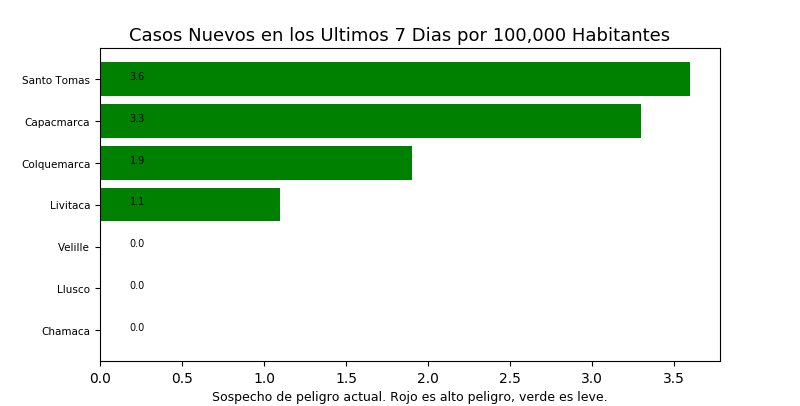 Casos Nuevos en los Ultimos 7 Dias por 100,000 Habitantes
Santo Tomas 3.6
Capacmarca 3.3
Colquemarca 1.9
Livitaca 1.1
Velille 0.0
Llusco 0.0
Chamaca 0.0
0.0 0.5 1.0 1.5 2.0 2.5 3.0 3.5
Sospecho de peligro actual. Rojo es alto peligro, verde es leve.